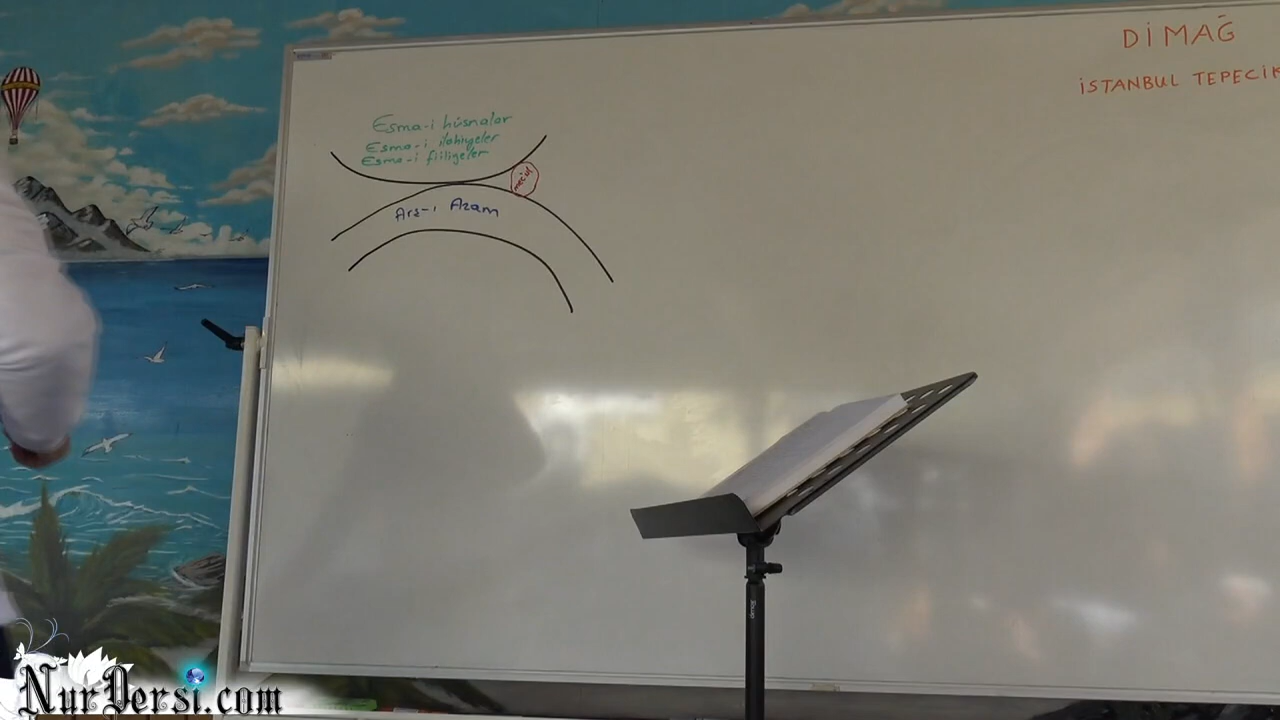 DİMAĞ
İSTANBUL TEPECİK
Esma-i hüsnalar
Esma-i ilahiyeler
Esma-i fiiliyeler
Arş-ı Azam
NurDersi.com